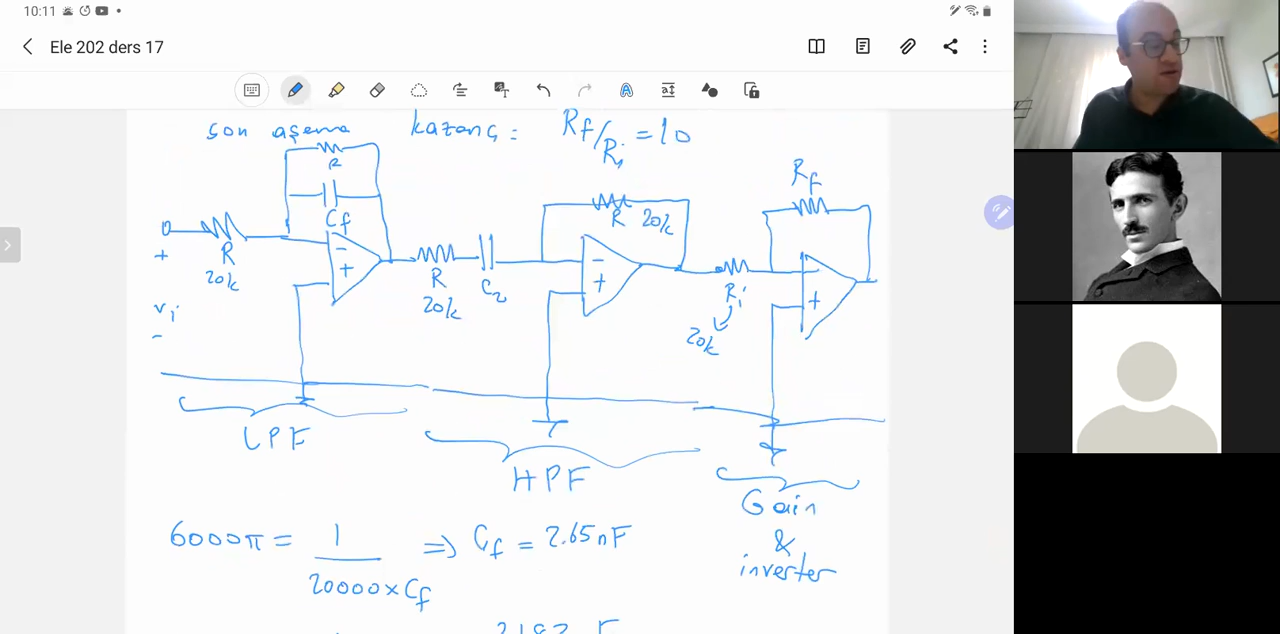 10:11
Ele 202 ders 17
son aşama kazanç : Rf/Ri = 10
R
Rf
Cf
R 20k
R
20k
+
−
+
R
20k
C2
−
+
Ri
20k
+
vi
−
LPF
HPF
Gain
&
inverter
6000π = 1 / 20000×Cf ⇒ Cf = 2.65nF